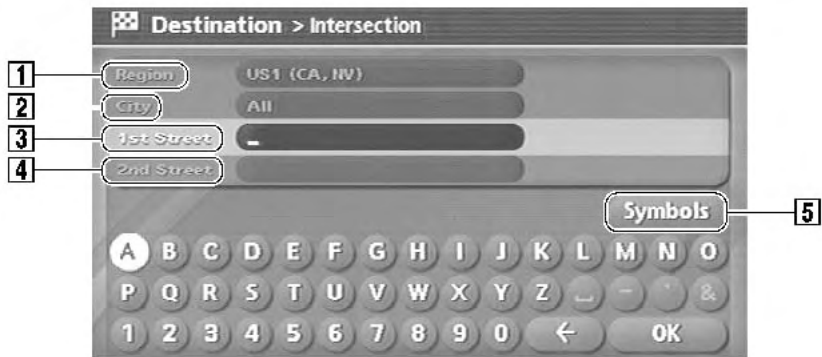 Destination > Intersection
1 Region US1 (CA, NV)
2 City All
3 1st Street _
4 2nd Street
Symbols 5
A B C D E F G H I J K L M N O
P Q R S T U V W X Y Z ␣ - ' &
1 2 3 4 5 6 7 8 9 0 ← OK